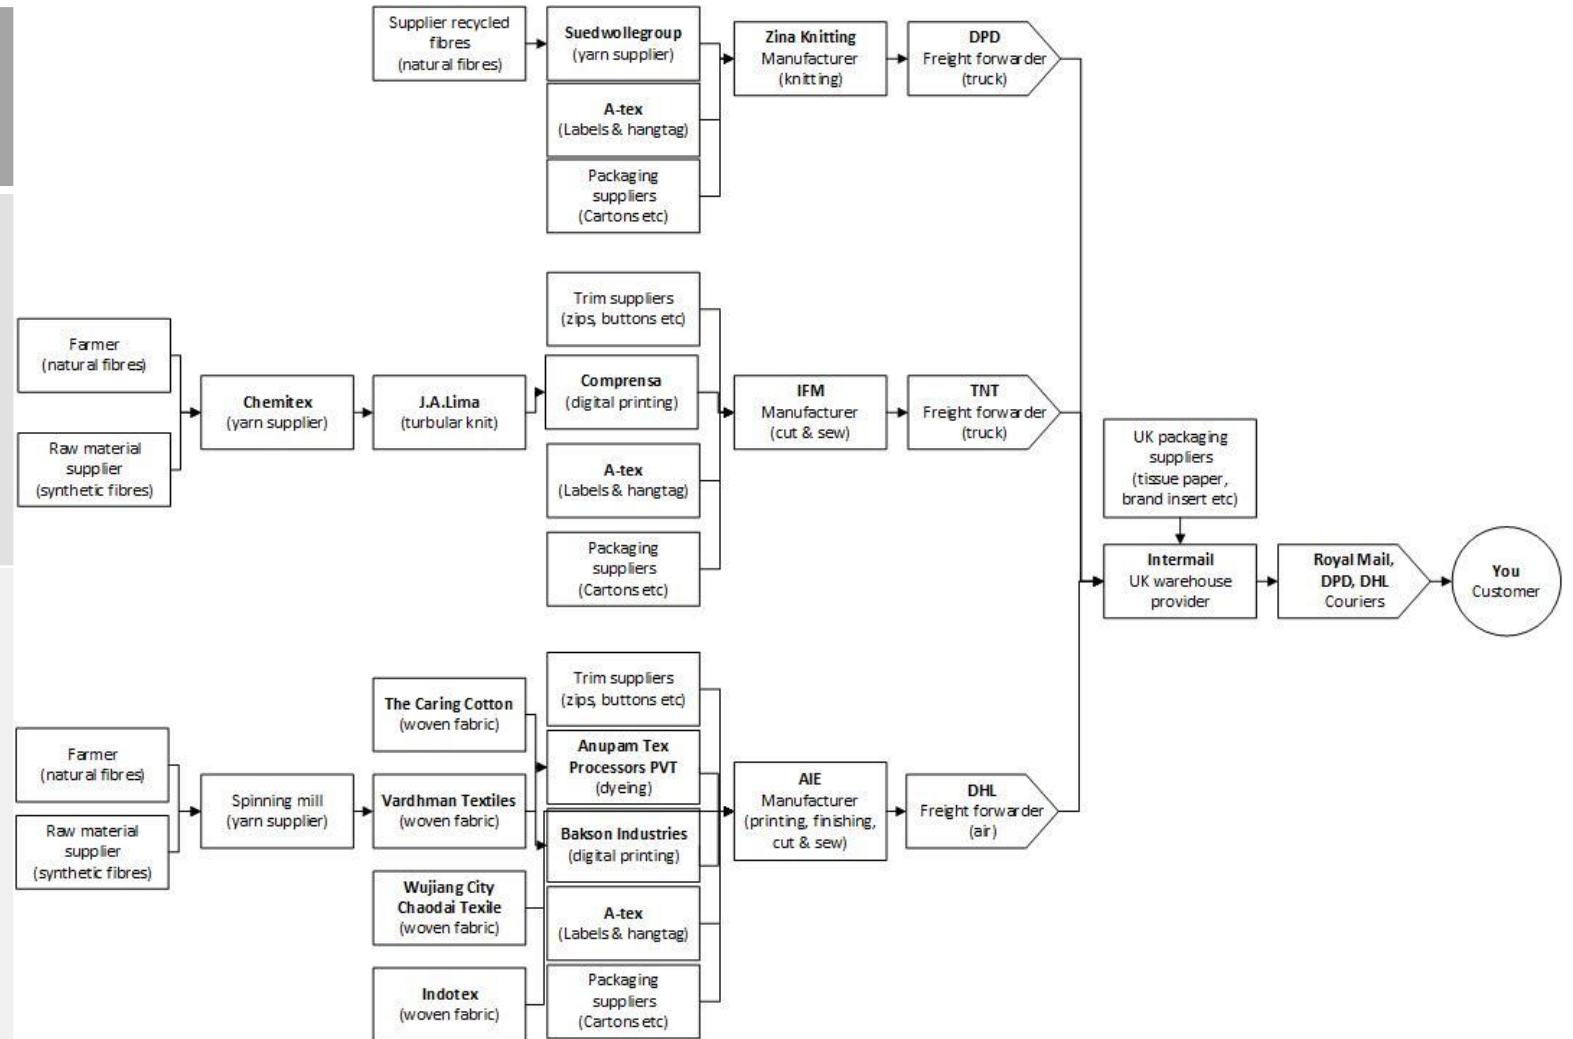 Supplier recycled
fibres
(natural fibres)
Suedwollegroup
(yarn supplier)
A-tex
(Labels & hangtag)
Packaging
suppliers
(Cartons etc)
Zina Knitting
Manufacturer
(knitting)
DPD
Freight forwarder
(truck)
Farmer
(natural fibres)
Raw material
supplier
(synthetic fibres)
Chemitex
(yarn supplier)
J.A.Lima
(turbular knit)
Trim suppliers
(zips, buttons etc)
Comprensa
(digital printing)
A-tex
(Labels & hangtag)
Packaging
suppliers
(Cartons etc)
IFM
Manufacturer
(cut & sew)
TNT
Freight forwarder
(truck)
UK packaging
suppliers
(tissue paper,
brand insert etc)
Intermail
UK warehouse
provider
Royal Mail,
DPD, DHL
Couriers
You
Customer
Farmer
(natural fibres)
Raw material
supplier
(synthetic fibres)
Spinning mill
(yarn supplier)
The Caring Cotton
(woven fabric)
Vardhman Textiles
(woven fabric)
Wujiang City
Chaodai Texile
(woven fabric)
Indotex
(woven fabric)
Trim suppliers
(zips, buttons etc)
Anupam Tex
Processors PVT
(dyeing)
Bakson Industries
(digital printing)
A-tex
(Labels & hangtag)
Packaging
suppliers
(Cartons etc)
AIE
Manufacturer
(printing, finishing,
cut & sew)
DHL
Freight forwarder
(air)